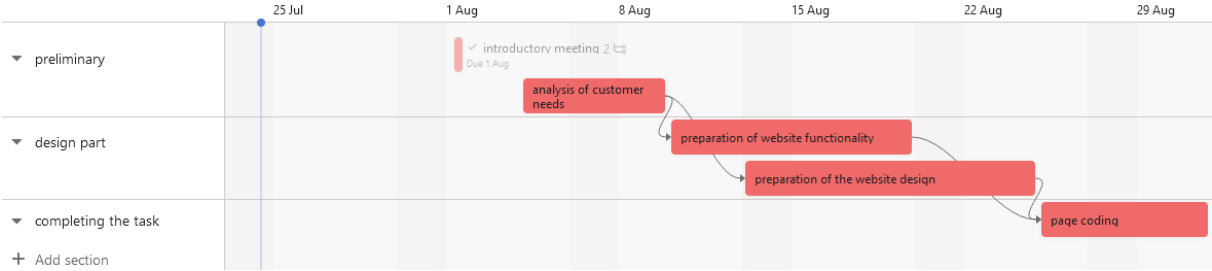 25 Jul 1 Aug 8 Aug 15 Aug 22 Aug 29 Aug
preliminary
introductory meeting 2
Due 1 Aug
analysis of customer
needs
design part
preparation of website functionality
preparation of the website design
completing the task
page coding
Add section